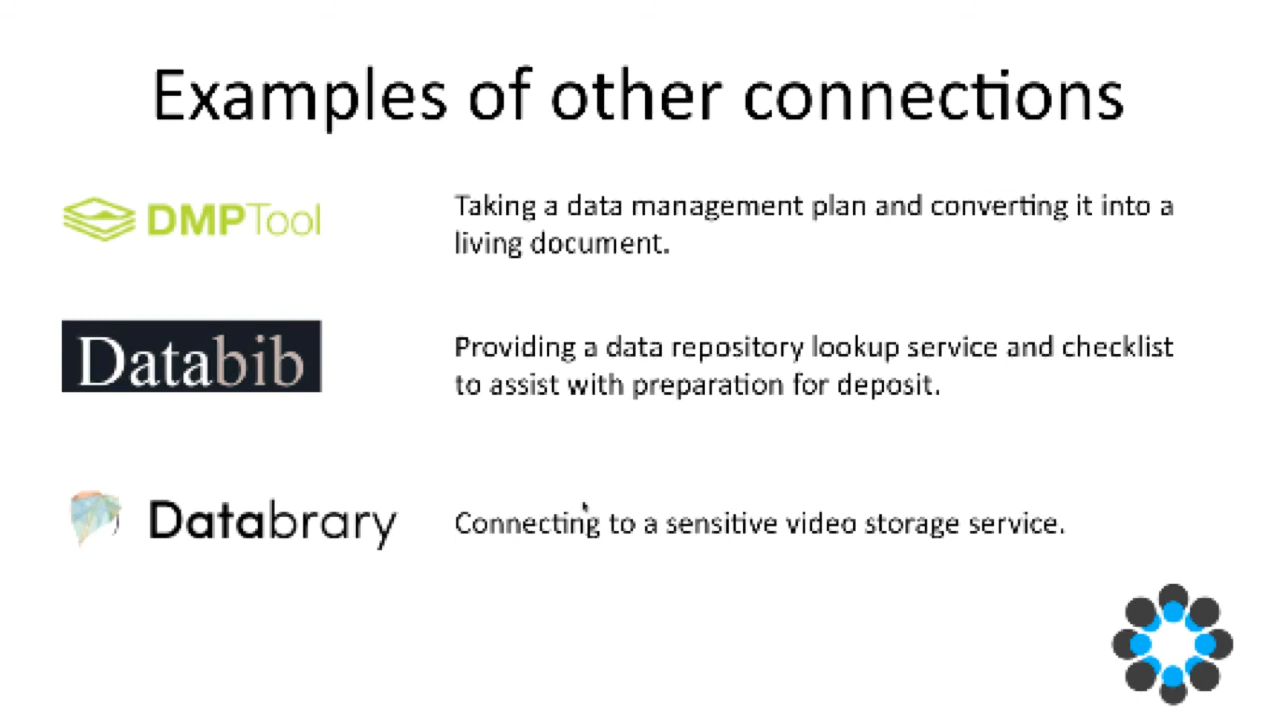 Examples of other connections
DMPTool
Taking a data management plan and converting it into a
living document.
Databib
Providing a data repository lookup service and checklist
to assist with preparation for deposit.
Databrary
Connecting to a sensitive video storage service.